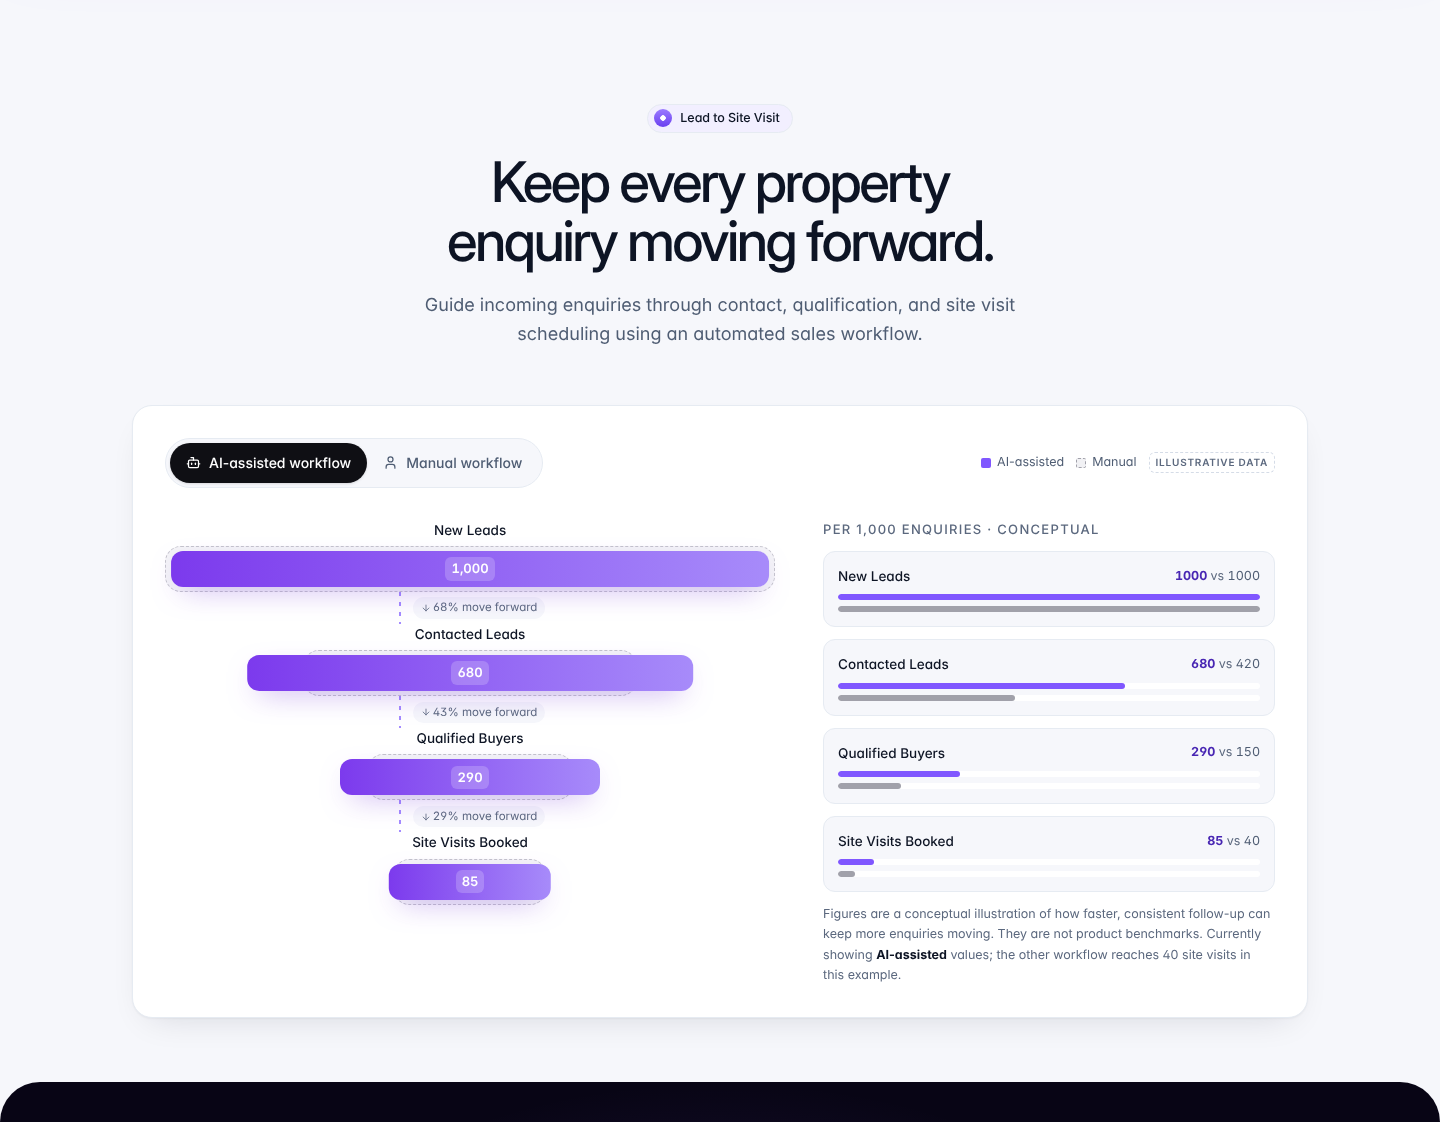 Lead to Site Visit
Keep every property
enquiry moving forward.
Guide incoming enquiries through contact, qualification, and site visit
scheduling using an automated sales workflow.
AI-assisted workflow
Manual workflow
AI-assisted
Manual
ILLUSTRATIVE DATA
New Leads
1,000
↓ 68% move forward
Contacted Leads
680
↓ 43% move forward
Qualified Buyers
290
↓ 29% move forward
Site Visits Booked
85
PER 1,000 ENQUIRIES · CONCEPTUAL
New Leads
1000 vs 1000
Contacted Leads
680 vs 420
Qualified Buyers
290 vs 150
Site Visits Booked
85 vs 40
Figures are a conceptual illustration of how faster, consistent follow-up can
keep more enquiries moving. They are not product benchmarks. Currently
showing AI-assisted values; the other workflow reaches 40 site visits in
this example.